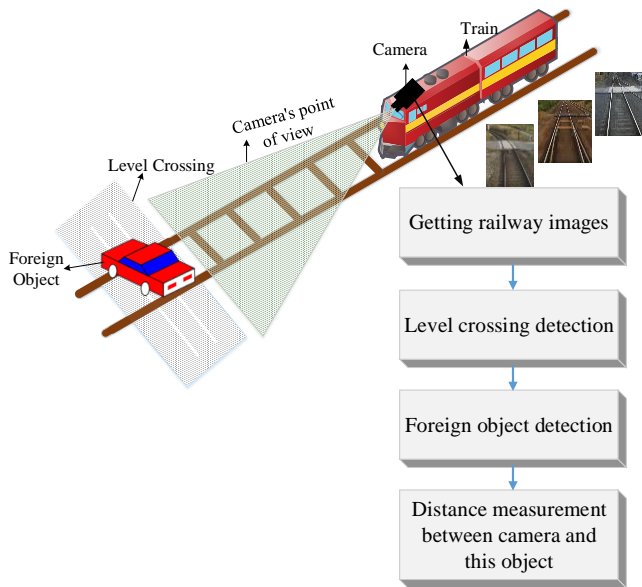 Train
Camera
Camera's point
of view
Level Crossing
Foreign
Object
Getting railway images
Level crossing detection
Foreign object detection
Distance measurement
between camera and
this object